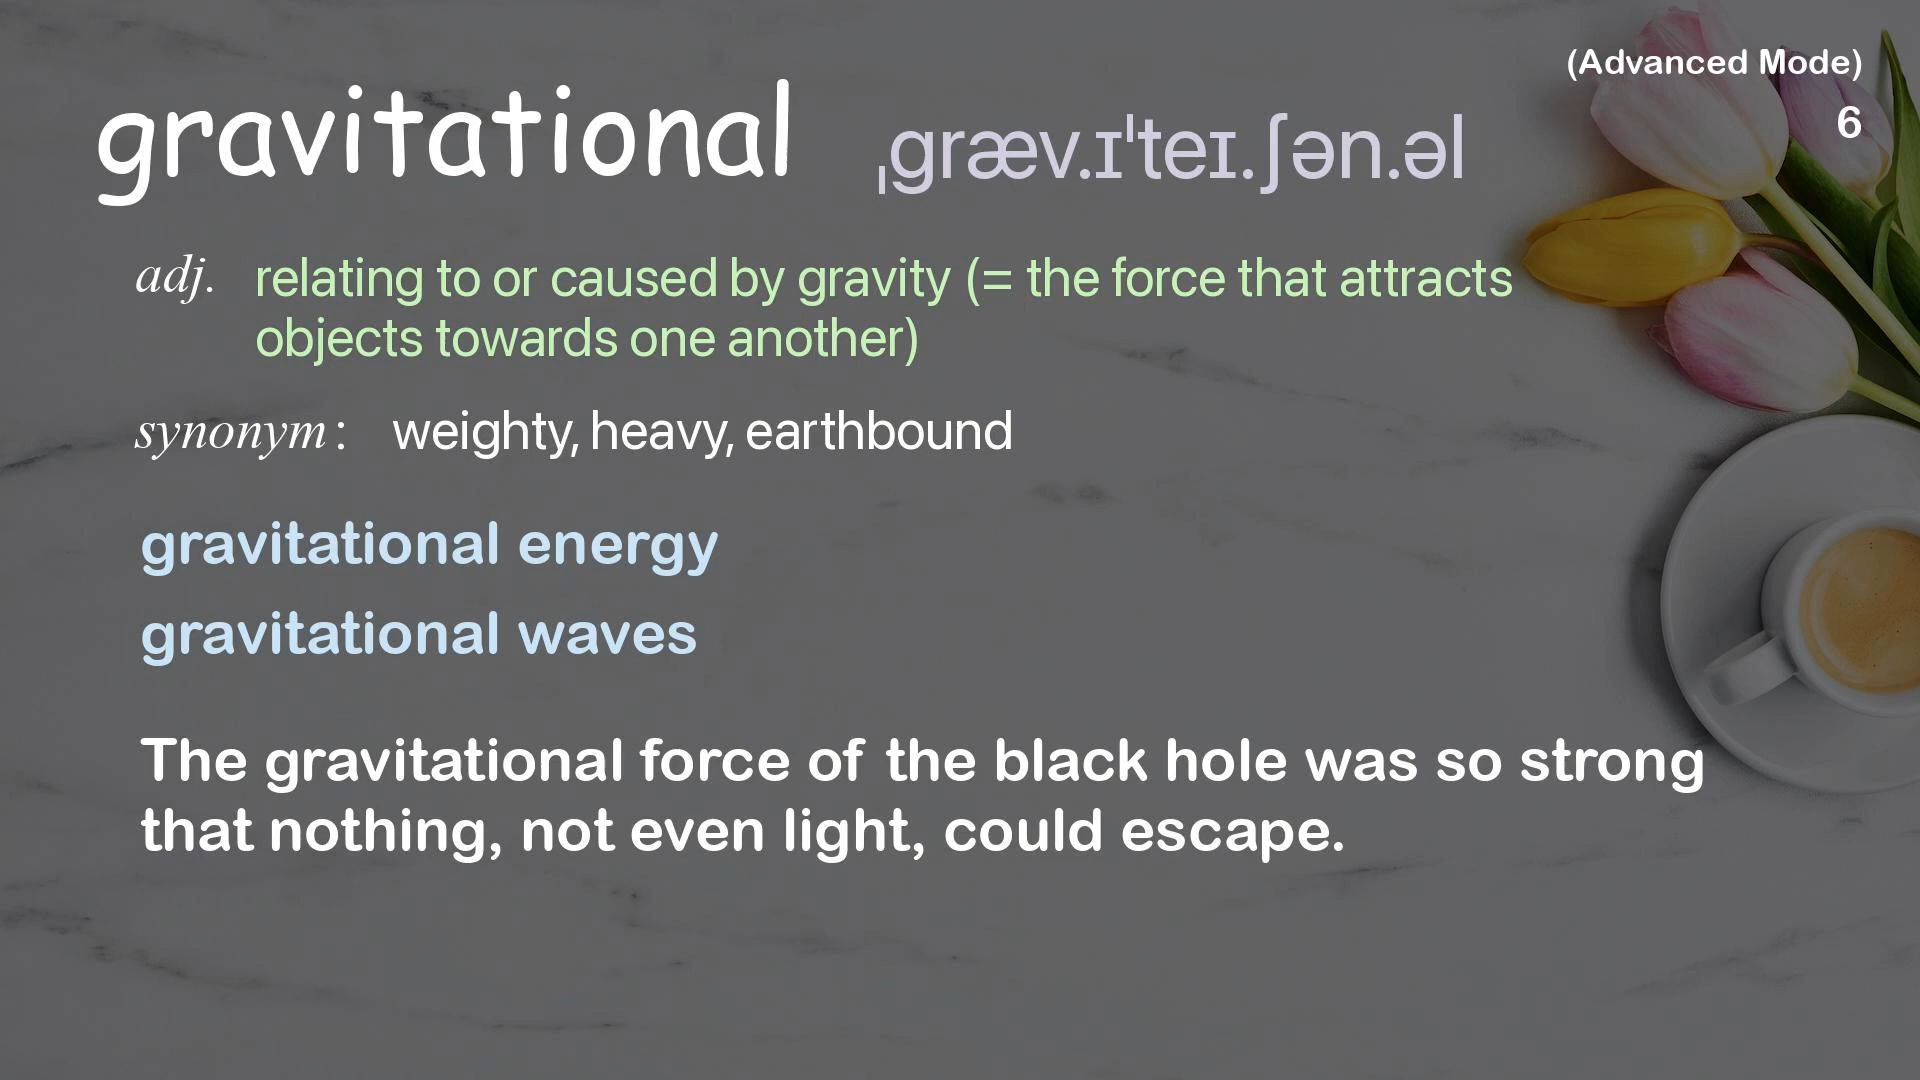 (Advanced Mode)
gravitational ˌɡræv.ɪˈteɪ.ʃən.əl
6
adj. relating to or caused by gravity (= the force that attracts
objects towards one another)
synonym: weighty, heavy, earthbound
gravitational energy
gravitational waves
The gravitational force of the black hole was so strong
that nothing, not even light, could escape.